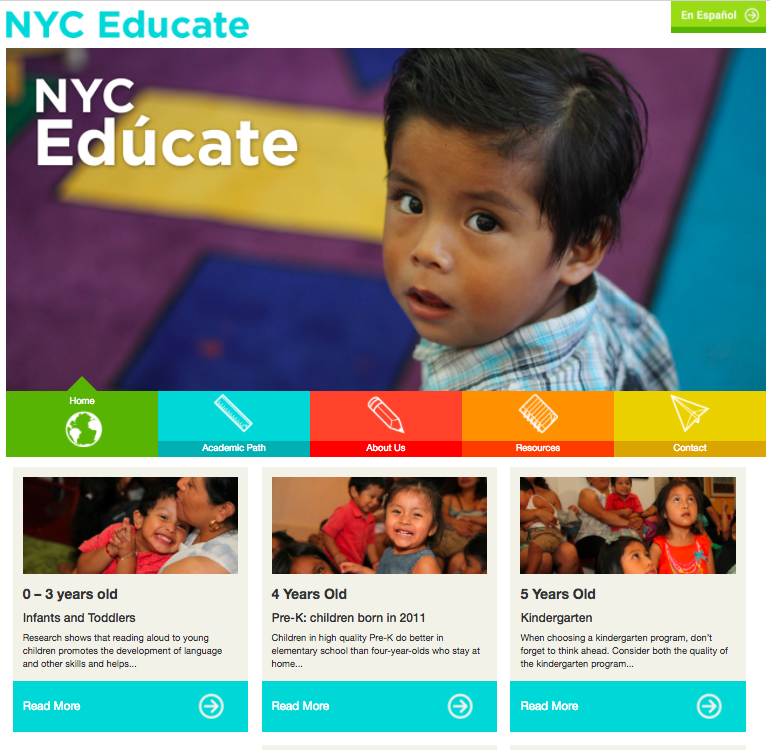 NYC Educate
En Español
NYC
Edúcate
Home
Academic Path
About Us
Resources
Contact
0 – 3 years old
Infants and Toddlers
Research shows that reading aloud to young
children promotes the development of language
and other skills and helps...
Read More
4 Years Old
Pre-K: children born in 2011
Children in high quality Pre-K do better in
elementary school than four-year-olds who stay at
home...
Read More
5 Years Old
Kindergarten
When choosing a kindergarten program, don't
forget to think ahead. Consider both the quality of
the kindergarten program...
Read More